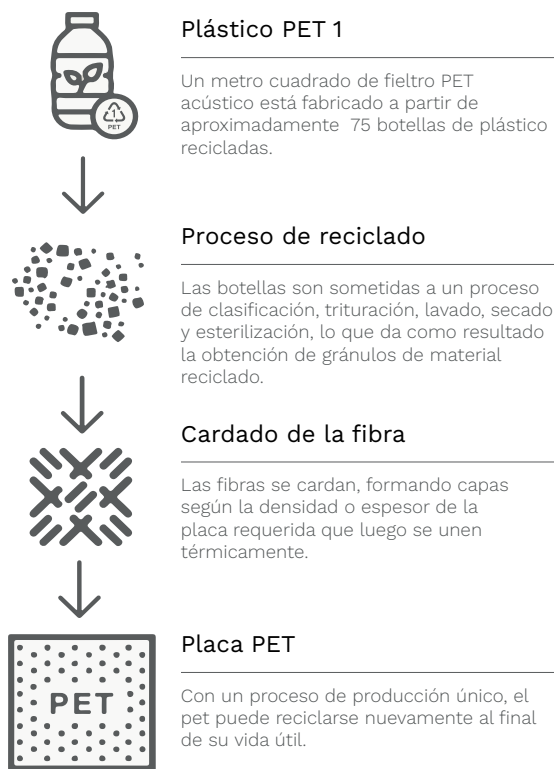 Plástico PET 1
Un metro cuadrado de fieltro PET
acústico está fabricado a partir de
aproximadamente  75 botellas de plástico
recicladas.
1
PET
Proceso de reciclado
Las botellas son sometidas a un proceso
de clasificación, trituración, lavado, secado
y esterilización, lo que da como resultado
la obtención de gránulos de material
reciclado.
Cardado de la fibra
Las fibras se cardan, formando capas
según la densidad o espesor de la
placa requerida que luego se unen
térmicamente.
Placa PET
PET
Con un proceso de producción único, el
pet puede reciclarse nuevamente al final
de su vida útil.